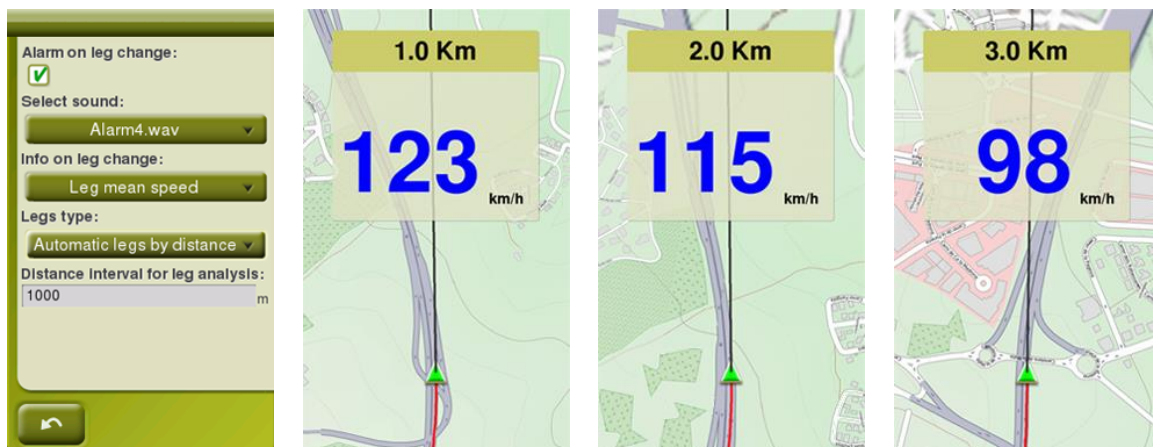 Alarm on leg change:
Select sound:
Alarm4.wav
Info on leg change:
Leg mean speed
Legs type:
Automatic legs by distance
Distance interval for leg analysis:
1000
m
1.0 Km
123
km/h
2.0 Km
115
km/h
3.0 Km
98
km/h